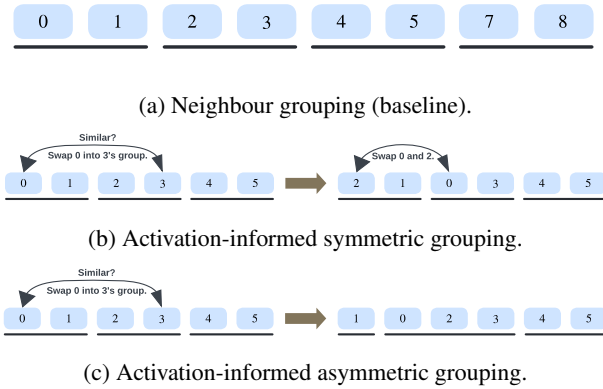 0 1 2 3 4 5 7 8
(a) Neighbour grouping (baseline).
Similar?
Swap 0 into 3's group.
Swap 0 and 2.
0 1 2 3 4 5 2 1 0 3 4 5
(b) Activation-informed symmetric grouping.
Similar?
Swap 0 into 3's group.
0 1 2 3 4 5 1 0 2 3 4 5
(c) Activation-informed asymmetric grouping.